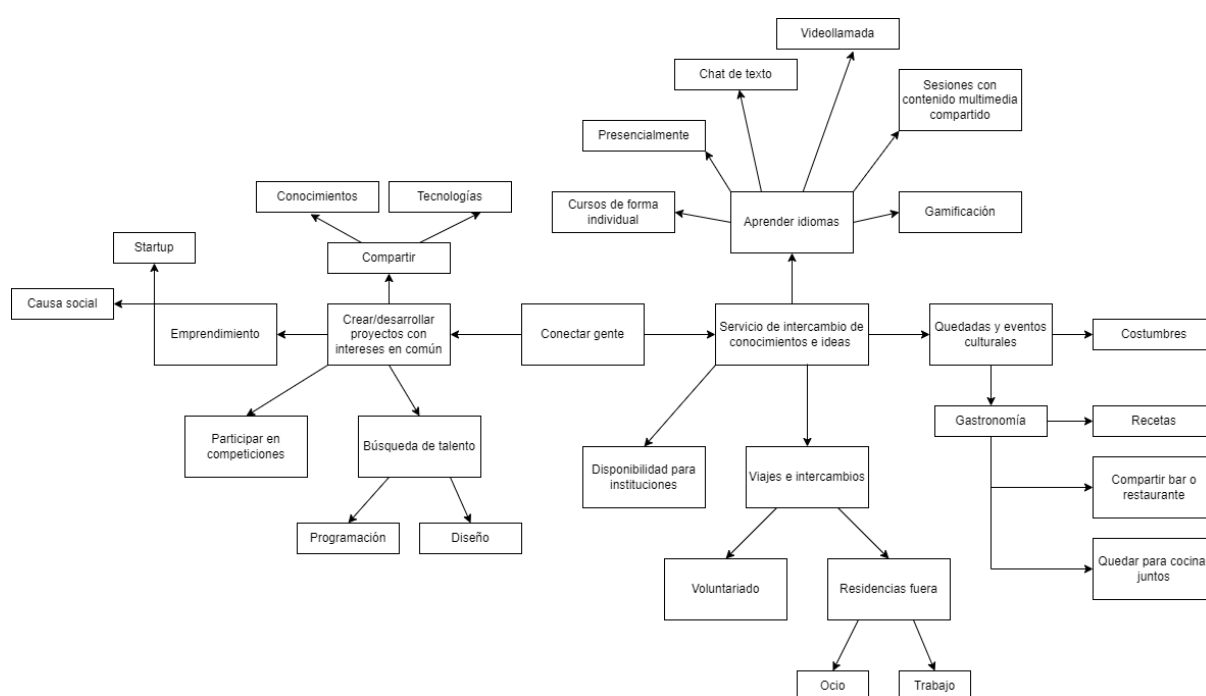 Videollamada
Chat de texto
Sesiones con
contenido multimedia
compartido
Presencialmente
Cursos de forma
individual
Aprender idiomas
Gamificación
Conocimientos
Tecnologías
Compartir
Startup
Causa social
Emprendimiento
Crear/desarrollar
proyectos con
intereses en común
Conectar gente
Servicio de intercambio de
conocimientos e ideas
Quedadas y eventos
culturales
Costumbres
Participar en
competiciones
Búsqueda de talento
Disponibilidad para
instituciones
Viajes e intercambios
Gastronomía
Recetas
Compartir bar o
restaurante
Programación
Diseño
Quedar para cocina
juntos
Voluntariado
Residencias fuera
Ocio
Trabajo